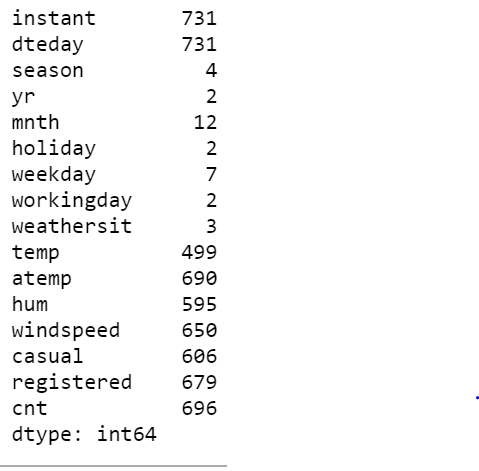 instant 731
dteday 731
season 4
yr 2
mnth 12
holiday 2
weekday 7
workingday 2
weathersit 3
temp 499
atemp 690
hum 595
windspeed 650
casual 606
registered 679
cnt 696
dtype: int64